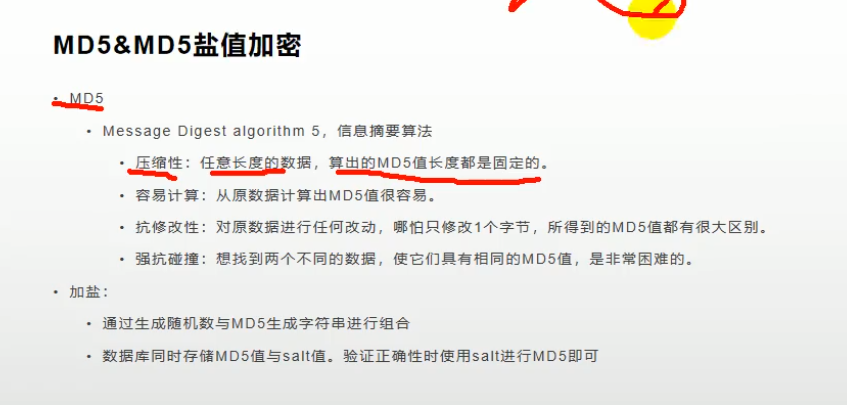 MD5&MD5盐值加密
• MD5
• Message Digest algorithm 5，信息摘要算法
• 压缩性：任意长度的数据，算出的MD5值长度都是固定的。
• 容易计算：从原数据计算出MD5值很容易。
• 抗修改性：对原数据进行任何改动，哪怕只修改1个字节，所得到的MD5值都有很大区别。
• 强抗碰撞：想找到两个不同的数据，使它们具有相同的MD5值，是非常困难的。
• 加盐：
• 通过生成随机数与MD5生成字符串进行组合
• 数据库同时存储MD5值与salt值。验证正确性时使用salt进行MD5即可